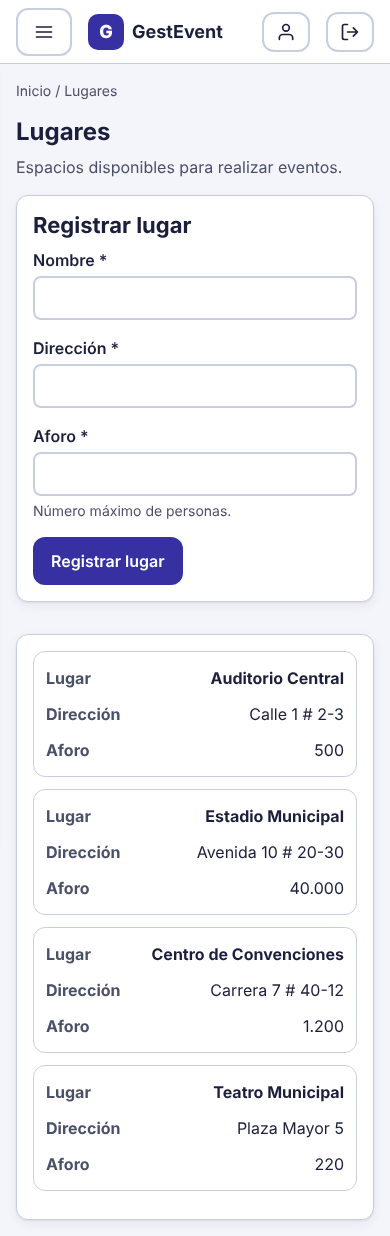 G GestEvent
Inicio / Lugares
Lugares
Espacios disponibles para realizar eventos.
Registrar lugar
Nombre *
Dirección *
Aforo *
Número máximo de personas.
Registrar lugar
Lugar Auditorio Central
Dirección Calle 1 # 2-3
Aforo 500
Lugar Estadio Municipal
Dirección Avenida 10 # 20-30
Aforo 40.000
Lugar Centro de Convenciones
Dirección Carrera 7 # 40-12
Aforo 1.200
Lugar Teatro Municipal
Dirección Plaza Mayor 5
Aforo 220